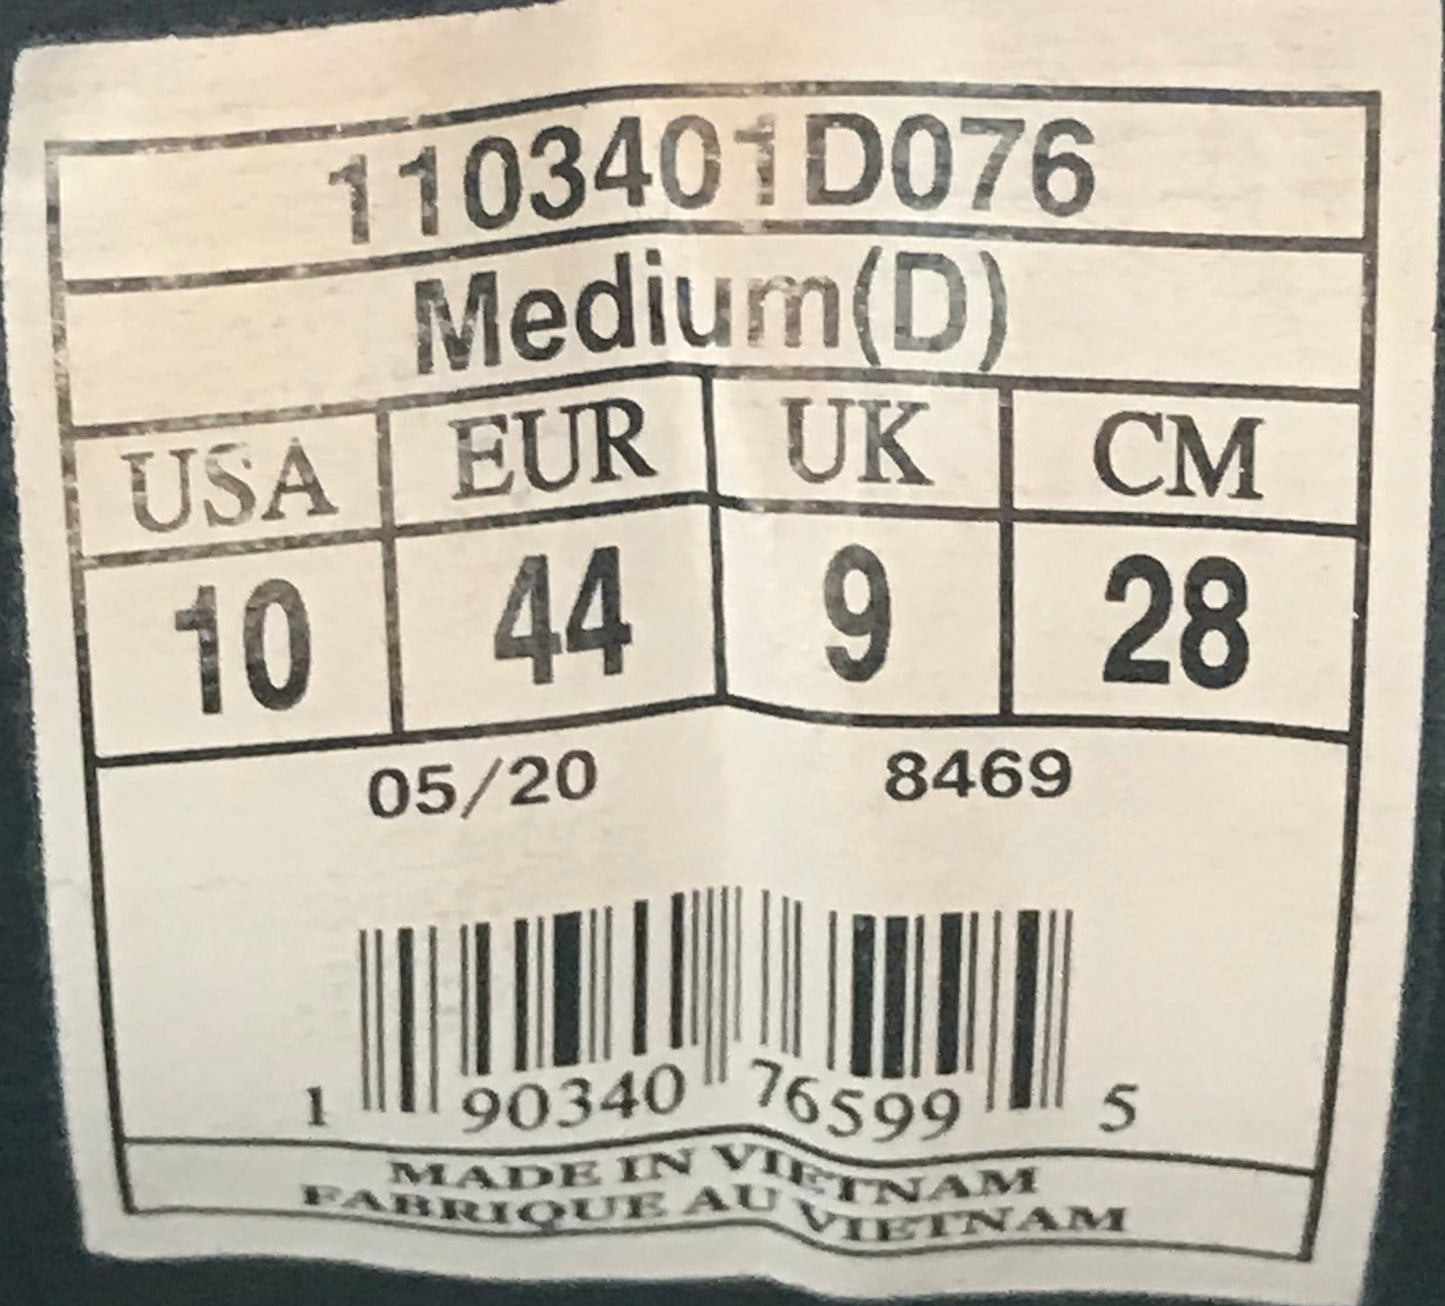 1103401D076
Medium(D)
USA EUR UK CM
10 44 9 28
05/20 8469
1 90340 76599 5
MADE IN VIETNAM
FABRIQUE AU VIETNAM